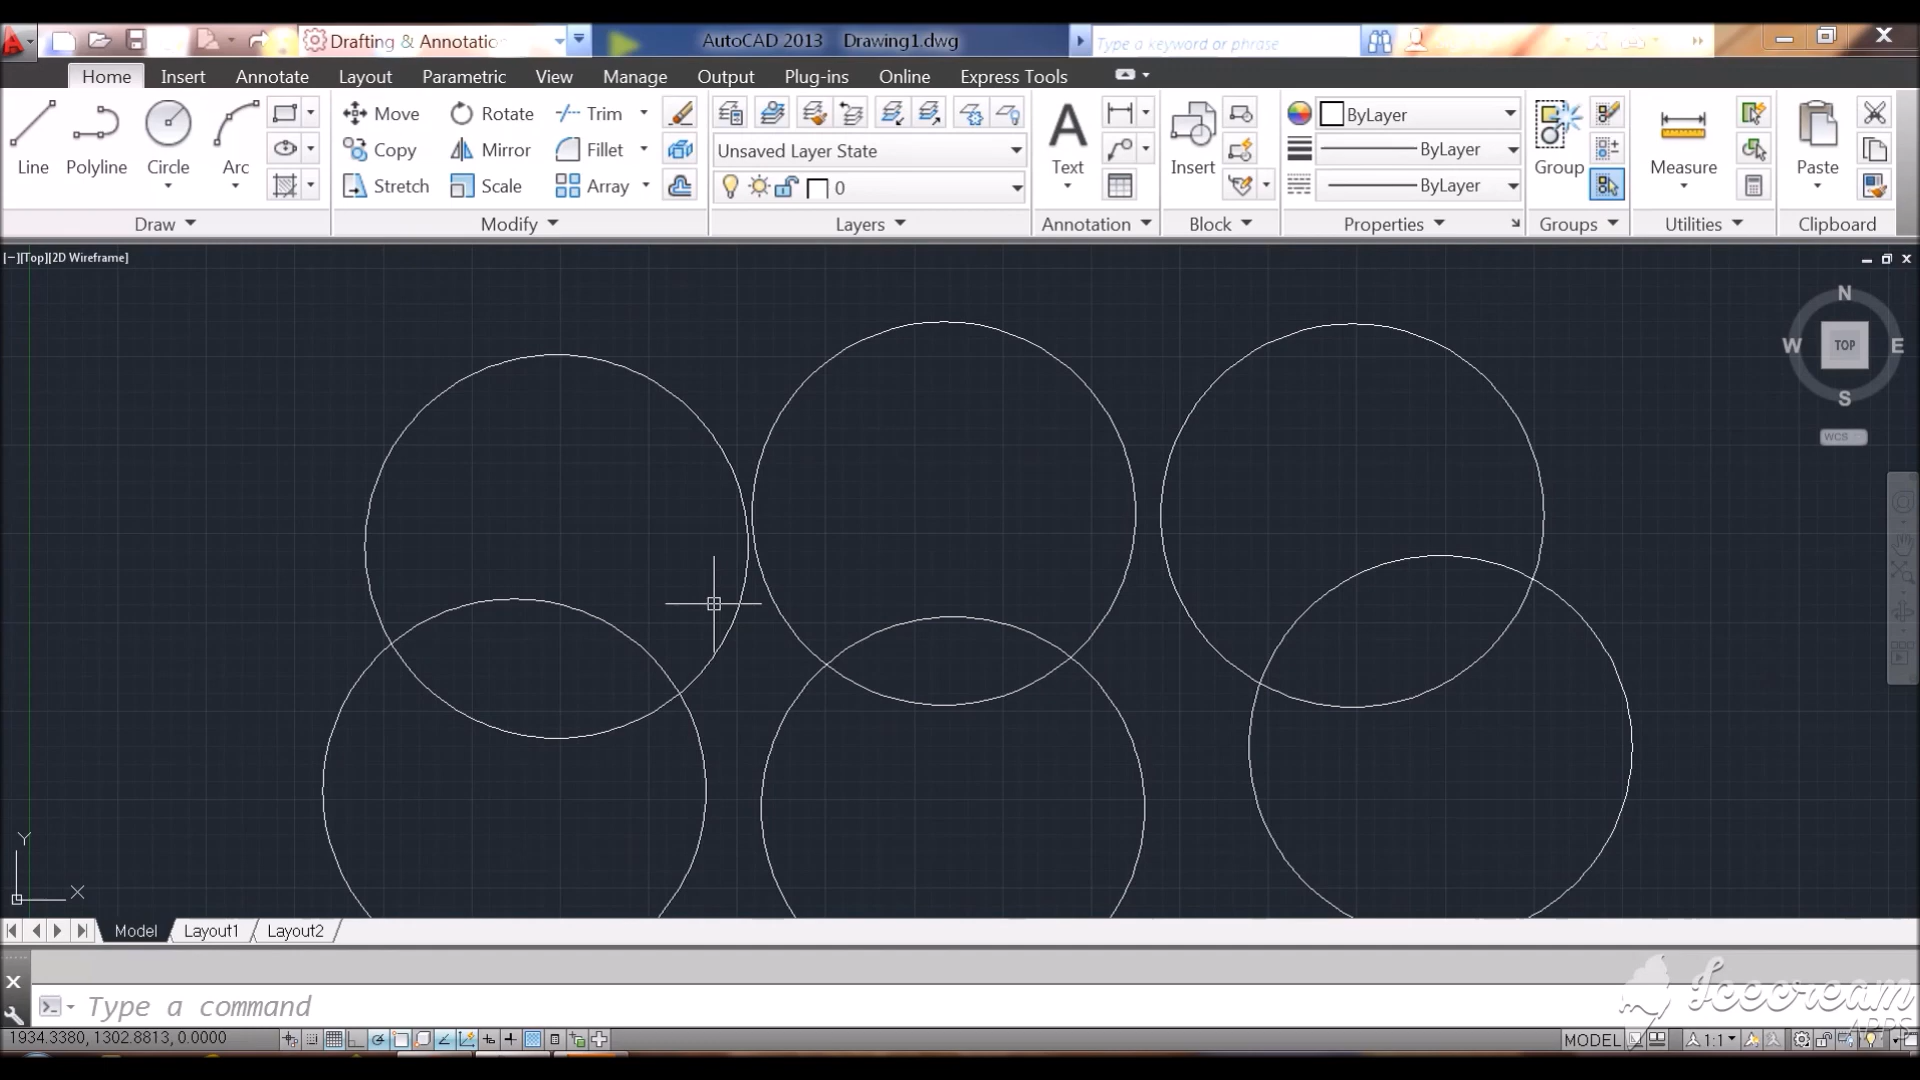 Drafting & Annotation
AutoCAD 2013 Drawing1.dwg
Type a keyword or phrase
Home Insert Annotate Layout Parametric View Manage Output Plug-ins Online Express Tools
Line Polyline Circle Arc
Move Rotate Trim
Copy Mirror Fillet
Stretch Scale Array
Unsaved Layer State
0
Text
Insert
ByLayer
ByLayer
ByLayer
Group
Measure
Paste
Draw Modify Layers Annotation Block Properties Groups Utilities Clipboard
[−][Top][2D Wireframe]
N
W TOP E
S
WCS
Y
X
Model Layout1 Layout2
Type a command
Icecream
APPS
1934.3380, 1302.8813, 0.0000
MODEL
1:1